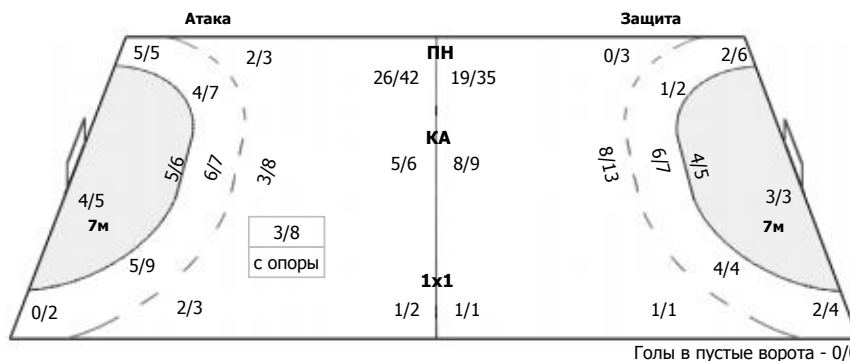 Атака Защита
5/5 2/3 ПН 0/3 2/6
26/42 19/35
4/7 1/2
КА
5/6 6/7 3/8 5/6 8/9 8/13 6/7 4/5
4/5 3/3
7м 7м
3/8
с опоры
5/9 4/4
1x1
0/2 2/3 1/2 1/1 1/1 2/4
Голы в пустые ворота - 0/